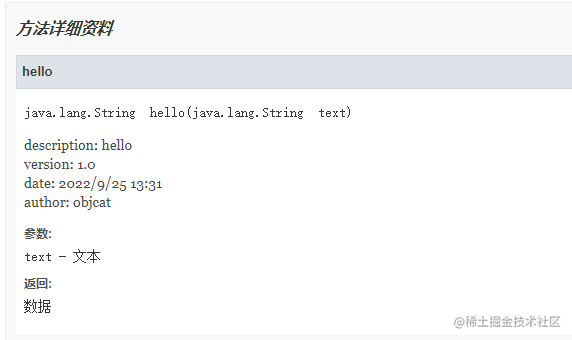 方法详细资料
hello
java.lang.String hello(java.lang.String text)
description: hello
version: 1.0
date: 2022/9/25 13:31
author: objcat
参数:
text - 文本
返回:
数据
@稀土掘金技术社区